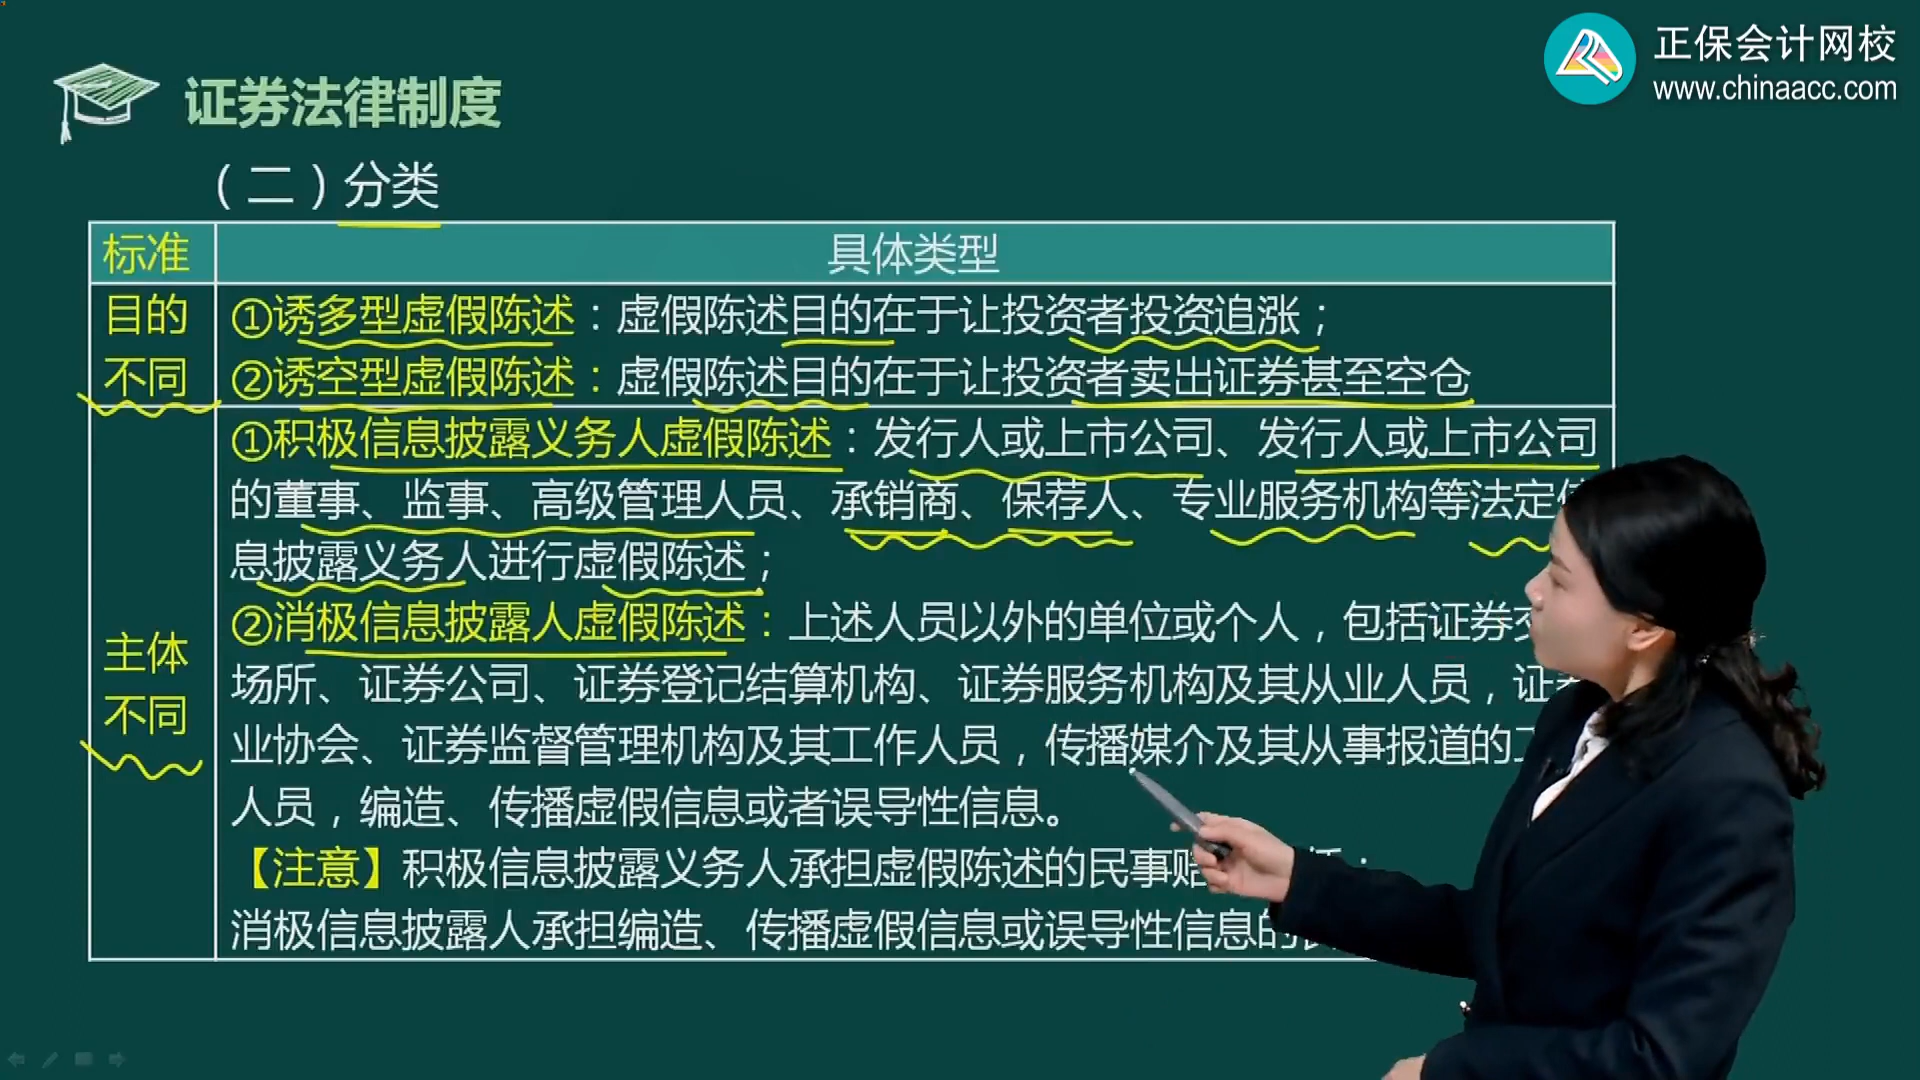 正保会计网校
www.chinaacc.com
证券法律制度
（二）分类
标准
具体类型
目的
不同
①诱多型虚假陈述：虚假陈述目的在于让投资者投资追涨；
②诱空型虚假陈述：虚假陈述目的在于让投资者卖出证券甚至空仓
主体
不同
①积极信息披露义务人虚假陈述：发行人或上市公司、发行人或上市公司
的董事、监事、高级管理人员、承销商、保荐人、专业服务机构等法定
息披露义务人进行虚假陈述；
②消极信息披露人虚假陈述：上述人员以外的单位或个人，包括证券
场所、证券公司、证券登记结算机构、证券服务机构及其从业人员，证
业协会、证券监督管理机构及其工作人员，传播媒介及其从事报道的
人员，编造、传播虚假信息或者误导性信息。
【注意】积极信息披露义务人承担虚假陈述的民事赔
消极信息披露人承担编造、传播虚假信息或误导性信息的